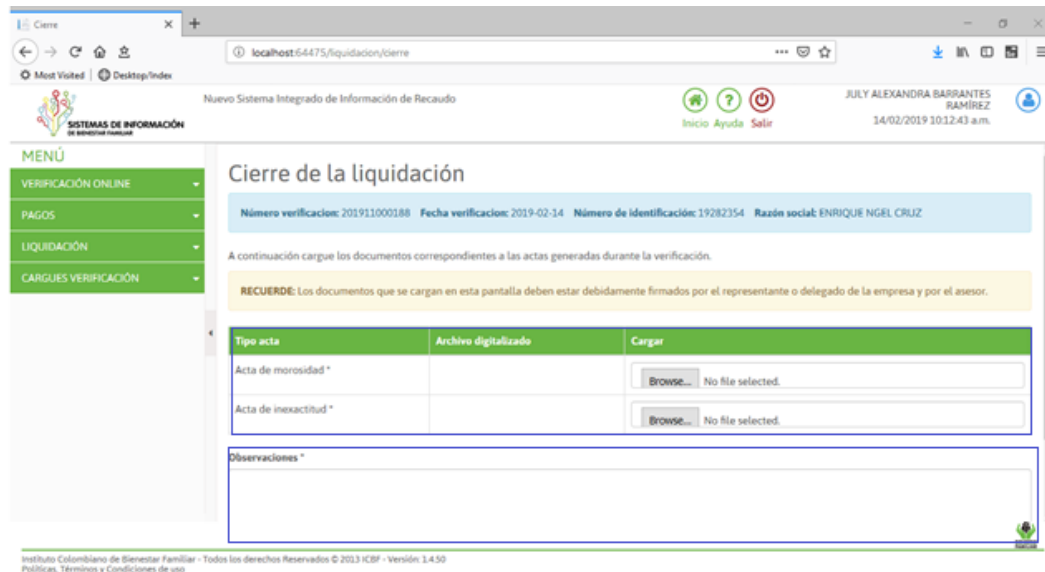 Cierre
localhost:64475/liquidacion/cierre
Most Visited Desktop/Index
SISTEMAS DE INFORMACIÓN
DE BIENESTAR FAMILIAR
Nuevo Sistema Integrado de Información de Recaudo
Inicio Ayuda Salir
JULY ALEXANDRA BARRANTES
RAMÍREZ
14/02/2019 10:12:43 a.m.
MENÚ
VERIFICACIÓN ONLINE
PAGOS
LIQUIDACIÓN
CARGUES VERIFICACIÓN
Cierre de la liquidación
Número verificacion: 201911000188 Fecha verificacion: 2019-02-14 Número de identificación: 19282354 Razón social: ENRIQUE NGEL CRUZ
A continuación cargue los documentos correspondientes a las actas generadas durante la verificación.
RECUERDE: Los documentos que se cargan en esta pantalla deben estar debidamente firmados por el representante o delegado de la empresa y por el asesor.
Tipo acta Archivo digitalizado Cargar
Acta de morosidad * Browse... No file selected.
Acta de inexactitud * Browse... No file selected.
Observaciones *
Instituto Colombiano de Bienestar Familiar - Todos los derechos Reservados © 2013 ICBF - Versión: 1.4.50
Políticas, Términos y Condiciones de uso